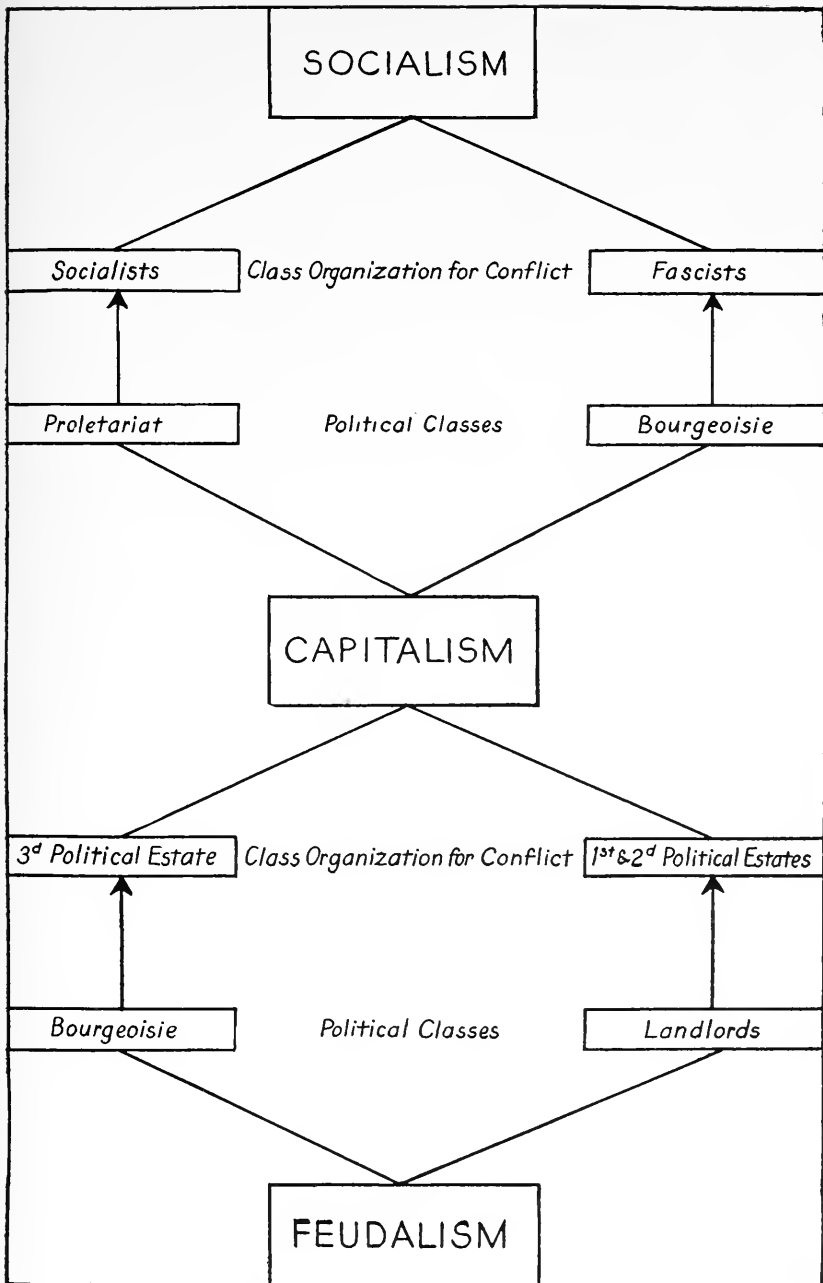 SOCIALISM
Socialists Class Organization for Conflict Fascists
Proletariat Political Classes Bourgeoisie
CAPITALISM
3d Political Estate Class Organization for Conflict 1st & 2d Political Estates
Bourgeoisie Political Classes Landlords
FEUDALISM